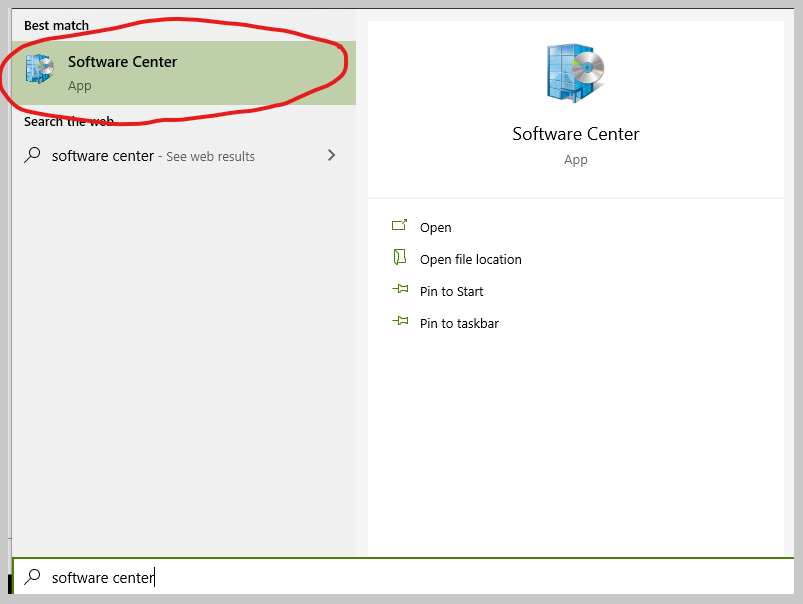 Best match
Software Center
App
Search the web
software center - See web results
Software Center
App
Open
Open file location
Pin to Start
Pin to taskbar
software center